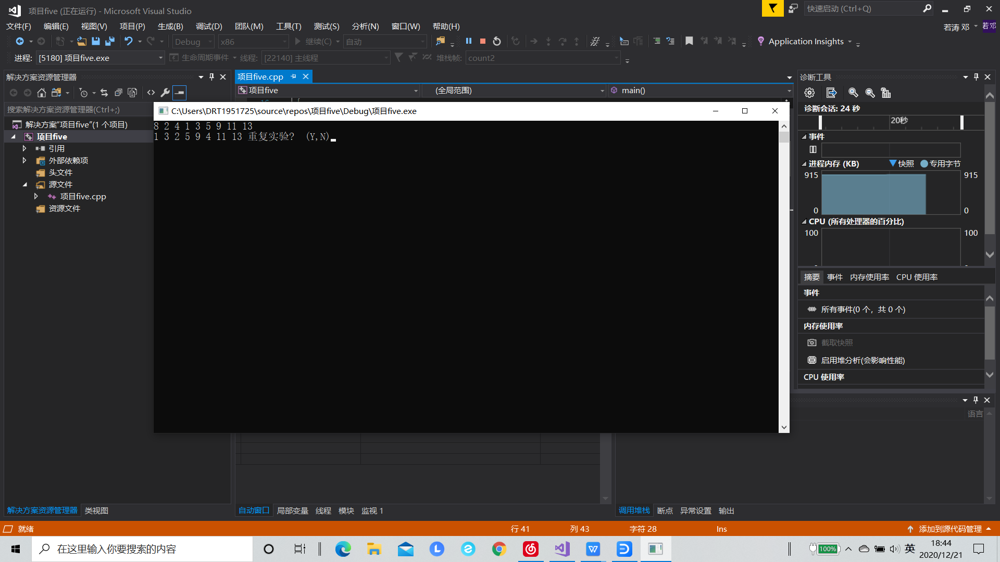 项目five (正在运行) - Microsoft Visual Studio
快速启动 (Ctrl+Q)
文件(F) 编辑(E) 视图(V) 项目(P) 生成(B) 调试(D) 团队(M) 工具(T) 测试(S) 分析(N) 窗口(W) 帮助(H)
若涛 邓
若邓
Debug x86 继续(C) 自动 Application Insights
进程: [5180] 项目five.exe 生命周期事件 线程: [22140] 主线程 堆栈帧: count2
解决方案资源管理器
搜索解决方案资源管理器(Ctrl+;)
解决方案"项目five"(1 个项目)
项目five
引用
外部依赖项
头文件
源文件
项目five.cpp
资源文件
解决方案资源管理器 类视图
项目five.cpp
项目five (全局范围) main()
16
C:\Users\DRT1951725\source\repos\项目five\Debug\项目five.exe
8 2 4 1 3 5 9 11 13
1 3 2 5 9 4 11 13 重复实验? (Y,N)
自动窗口 局部变量 线程 模块 监视 1
诊断工具
诊断会话: 24 秒
20秒
事件
进程内存 (KB) 快照 专用字节
915 915
0 0
CPU (所有处理器的百分比)
100 100
摘要 事件 内存使用率 CPU 使用率
事件
所有事件(0 个，共 0 个)
内存使用率
截取快照
启用堆分析(会影响性能)
CPU 使用率
语言
调用堆栈 断点 异常设置 输出
就绪 行 41 列 43 字符 28 Ins 添加到源代码管理
在这里输入你要搜索的内容
100%
英
18:44
2020/12/21